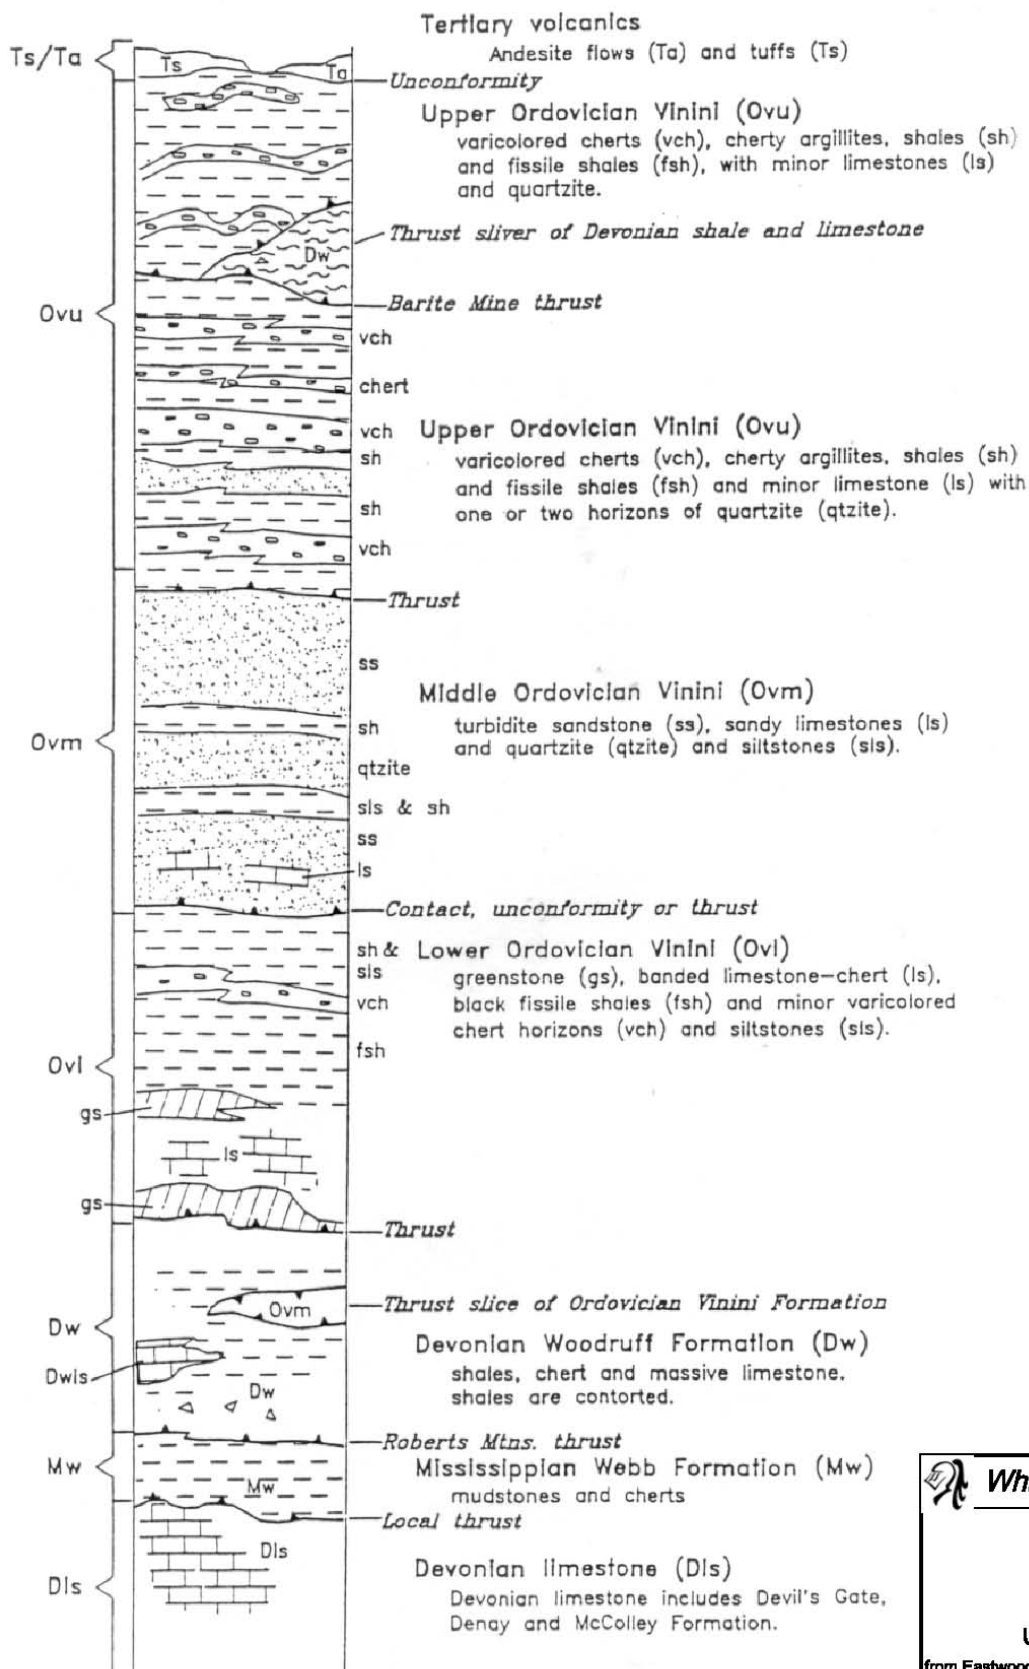 Tertiary volcanics
Ts/Ta
Andesite flows (Ta) and tuffs (Ts)
Ts
Ta
Unconformity
Upper Ordovician Vinini (Ovu)
varicolored cherts (vch), cherty argillites, shales (sh)
and fissile shales (fsh), with minor limestones (ls)
and quartzite.
Thrust sliver of Devonian shale and limestone
Dw
Barite Mine thrust
Ovu
vch
chert
vch
Upper Ordovician Vinini (Ovu)
sh
varicolored cherts (vch), cherty argillites, shales (sh)
and fissile shales (fsh) and minor limestone (ls) with
sh
one or two horizons of quartzite (qtzite).
vch
Thrust
ss
Middle Ordovician Vinini (Ovm)
sh
turbidite sandstone (ss), sandy limestones (ls)
Ovm
and quartzite (qtzite) and siltstones (sls).
qtzite
sls & sh
ss
ls
Contact, unconformity or thrust
sh &
Lower Ordovician Vinini (Ovl)
sls
greenstone (gs), banded limestone-chert (ls),
vch
black fissile shales (fsh) and minor varicolored
chert horizons (vch) and siltstones (sls).
fsh
Ovl
gs
ls
gs
Thrust
Ovm
Thrust slice of Ordovician Vinini Formation
Dw
Devonian Woodruff Formation (Dw)
Dwls
shales, chert and massive limestone,
Dw
shales are contorted.
Roberts Mtns. thrust
Mw
Mississippian Webb Formation (Mw)
Mw
mudstones and cherts
Local thrust
Dls
Devonian limestone (Dls)
Dls
Devonian limestone includes Devil's Gate,
Denay and McColley Formation.
Wh
U
from Eastwood